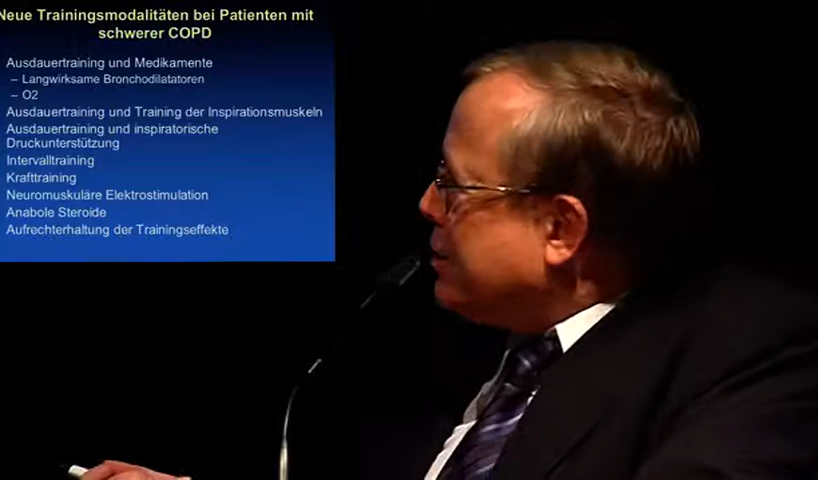 Neue Trainingsmodalitäten bei Patienten mit
schwerer COPD
Ausdauertraining und Medikamente
– Langwirksame Bronchodilatatoren
– O2
Ausdauertraining und Training der Inspirationsmuskeln
Ausdauertraining und inspiratorische
Druckunterstützung
Intervalltraining
Krafttraining
Neuromuskuläre Elektrostimulation
Anabole Steroide
Aufrechterhaltung der Trainingseffekte